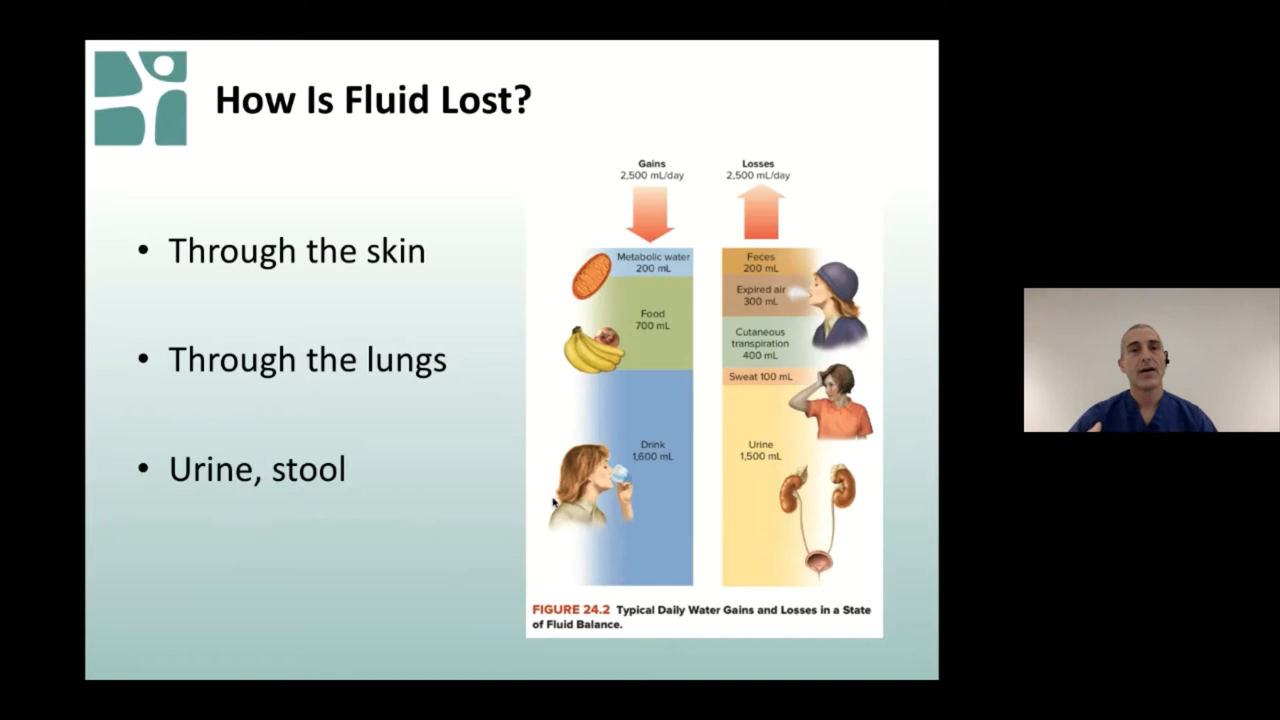 How Is Fluid Lost?
• Through the skin
• Through the lungs
• Urine, stool
Gains
2,500 mL/day
Losses
2,500 mL/day
Metabolic water
200 mL
Food
700 mL
Drink
1,600 mL
Feces
200 mL
Expired air
300 mL
Cutaneous
transpiration
400 mL
Sweat 100 mL
Urine
1,500 mL
FIGURE 24.2 Typical Daily Water Gains and Losses in a State
of Fluid Balance.